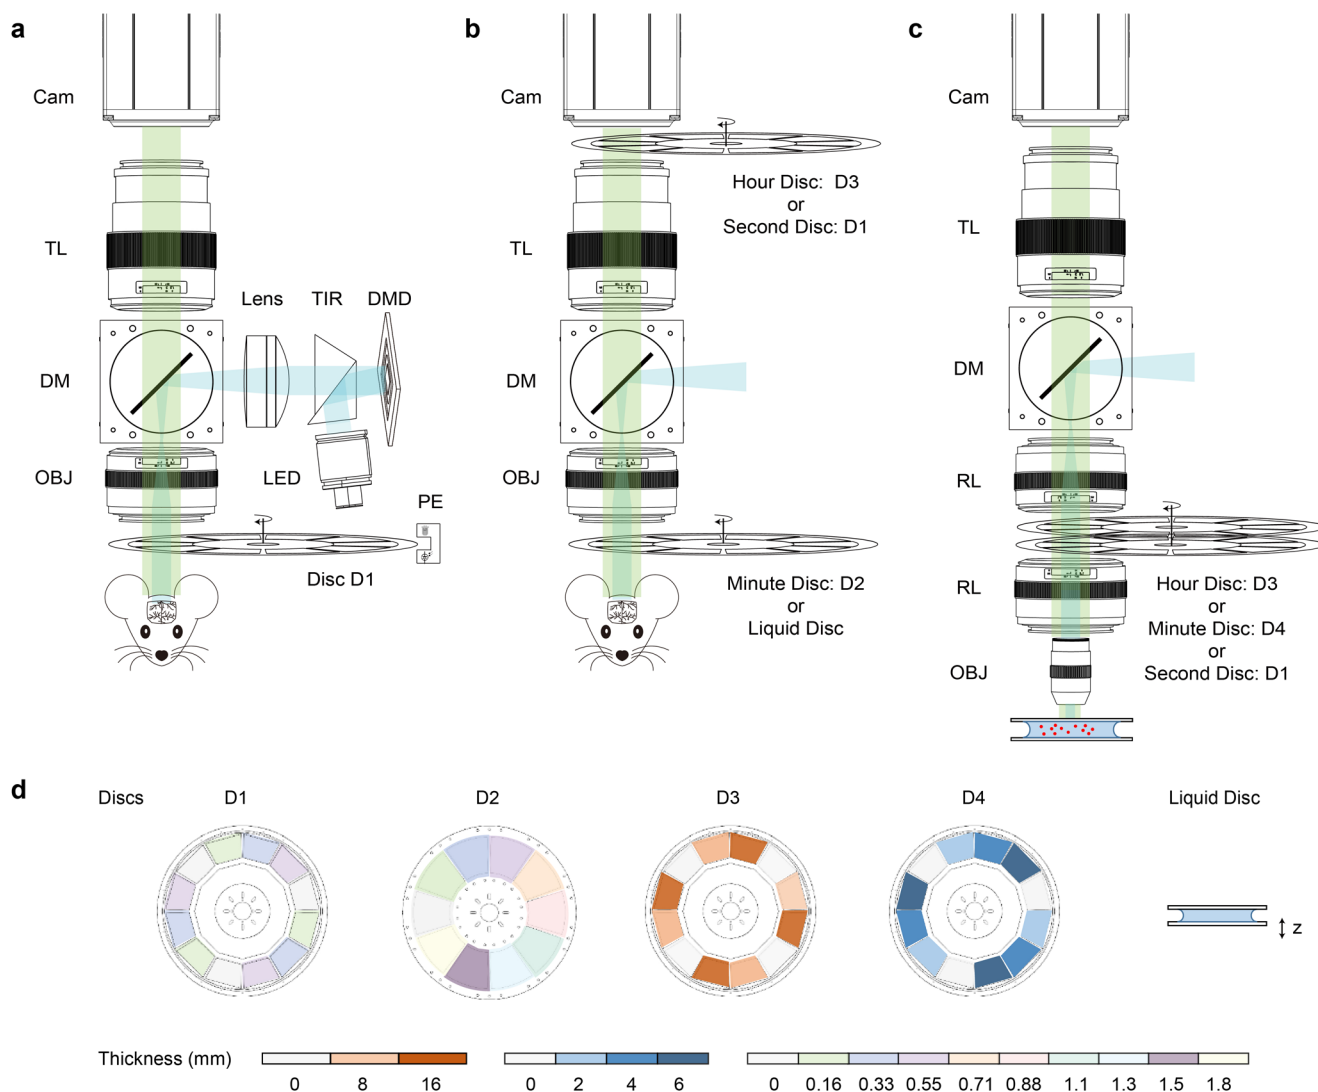 a
Cam
TL
Lens
TIR
DMD
DM
OBJ
LED
PE
Disc D1
b
Cam
Hour Disc: D3
or
Second Disc: D1
TL
DM
OBJ
Minute Disc: D2
or
Liquid Disc
c
Cam
TL
DM
RL
RL
Hour Disc: D3
or
Minute Disc: D4
or
Second Disc: D1
OBJ
d
Discs
D1
D2
D3
D4
Liquid Disc
z
Thickness (mm)
0 8 16
0 2 4 6
0 0.16 0.33 0.55 0.71 0.88 1.1 1.3 1.5 1.8